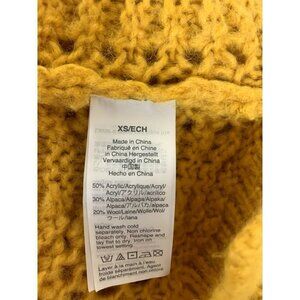 XS/ECH
Made in China
Fabriqué en Chine
in China Hergestellt
Vervaardigd in China
中国製
Hecho en China
50% Acrylic/Acrylique/Acryl/
Acryl/アクリル/acrílico
30% Alpaca/Alpaga/Alpaka/
Alpaca/アルパカ/alpaca
20% Wool/Laine/Wolle/Wol/
ウール/lana
Hand wash cold
separately. Non chlorine
bleach only. Reshape and
lay flat to dry. Iron on
lowest setting when needed
Layer à la main à l'eau
froide séparément. Agent
de blanchiment non chloré